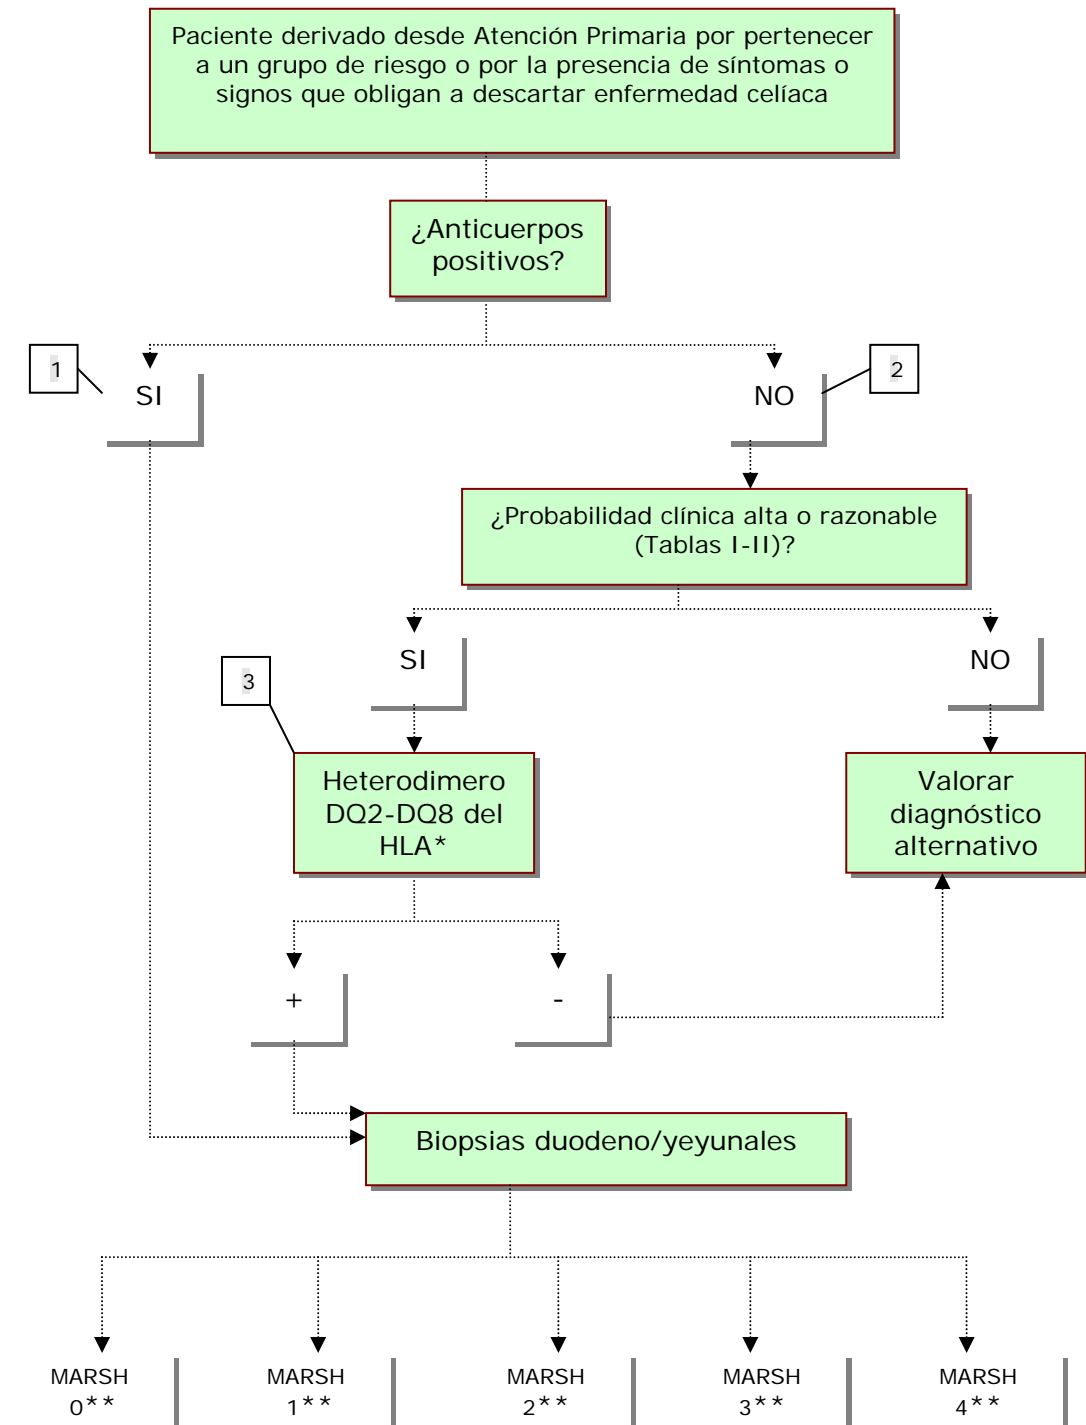 Paciente derivado desde Atención Primaria por pertenecer
a un grupo de riesgo o por la presencia de síntomas o
signos que obligan a descartar enfermedad celíaca
¿Anticuerpos
positivos?
1
SI
NO
2
¿Probabilidad clínica alta o razonable
(Tablas I-II)?
SI
NO
3
Heterodimero
DQ2-DQ8 del
HLA*
Valorar
diagnóstico
alternativo
+
-
Biopsias duodeno/yeyunales
MARSH
0**
MARSH
1**
MARSH
2**
MARSH
3**
MARSH
4**